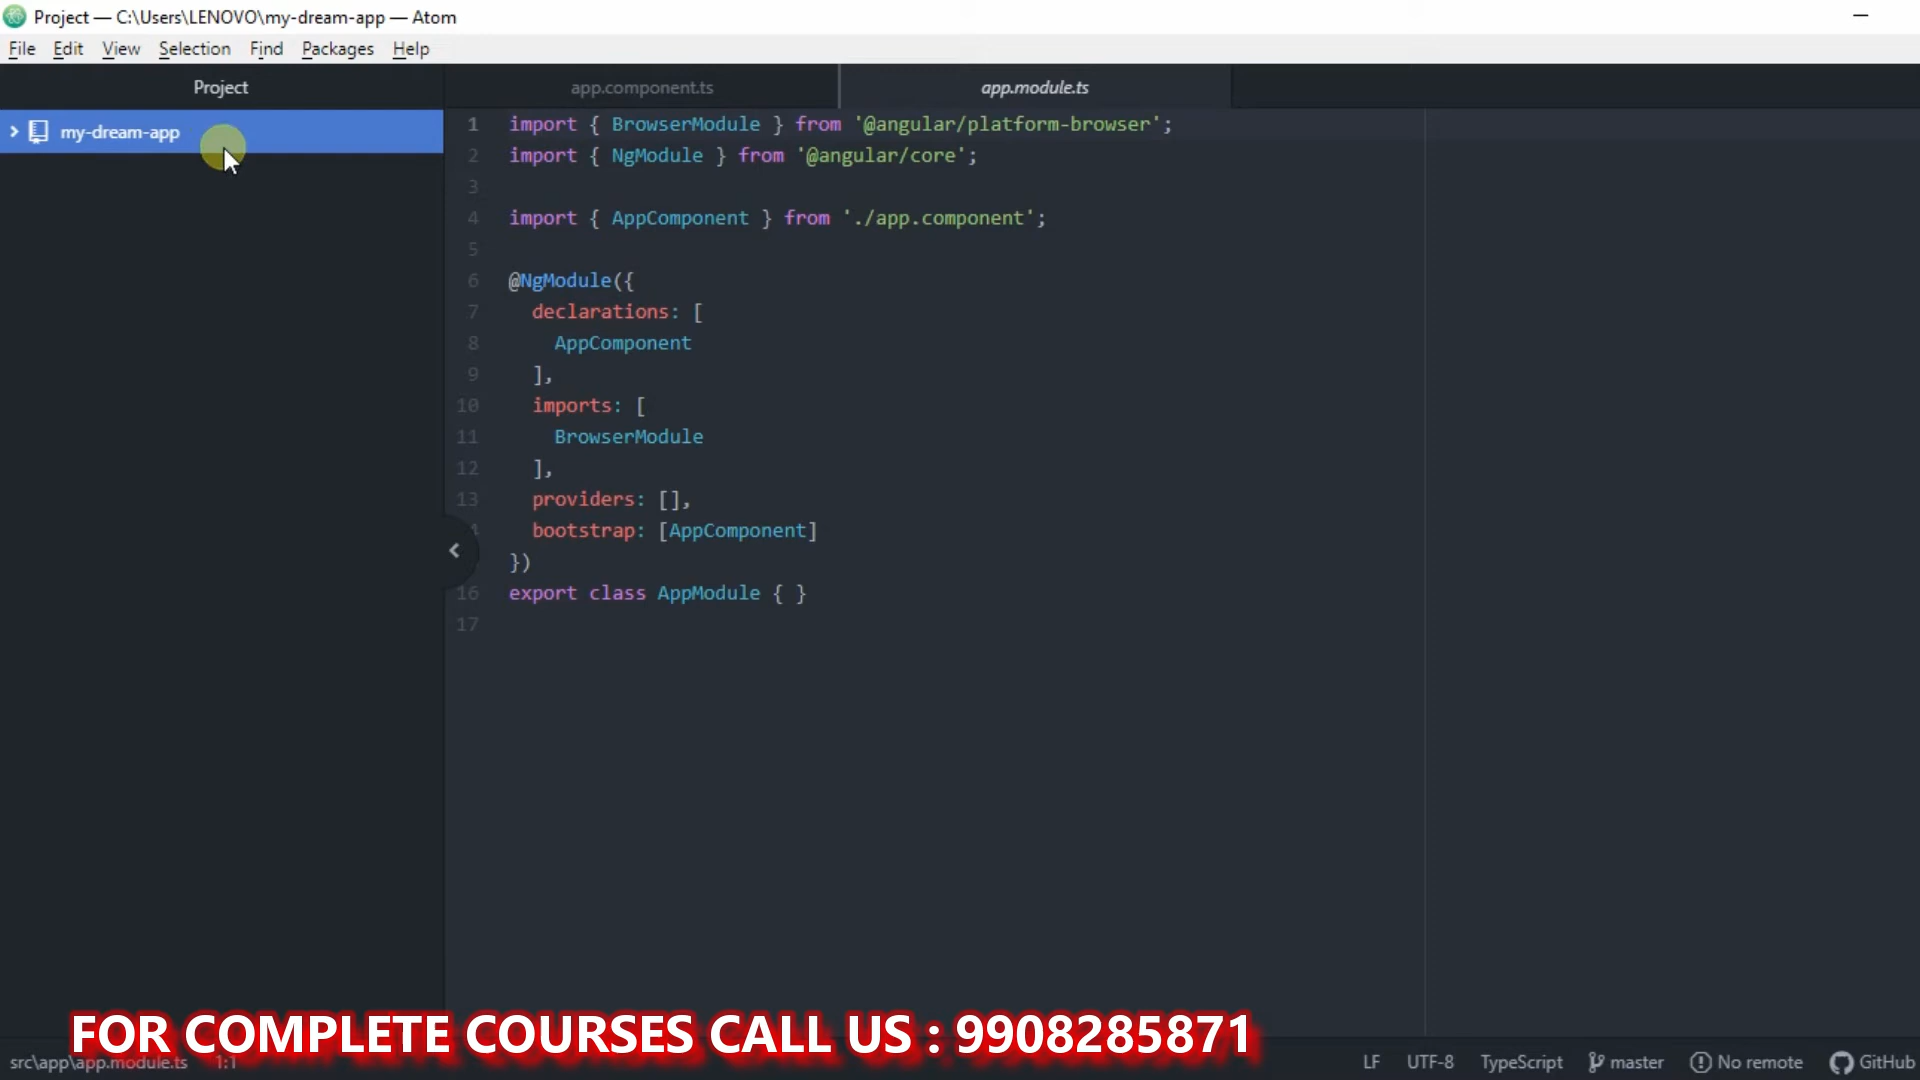 Project — C:\Users\LENOVO\my-dream-app — Atom
File Edit View Selection Find Packages Help
Project
my-dream-app
app.component.ts
app.module.ts
1 import { BrowserModule } from '@angular/platform-browser';
2 import { NgModule } from '@angular/core';
3
4 import { AppComponent } from './app.component';
5
6 @NgModule({
7 declarations: [
8 AppComponent
9 ],
10 imports: [
11 BrowserModule
12 ],
13 providers: [],
bootstrap: [AppComponent]
})
16 export class AppModule { }
17
FOR COMPLETE COURSES CALL US : 9908285871
src\app\app.module.ts 1:1
LF UTF-8 TypeScript master No remote GitHub